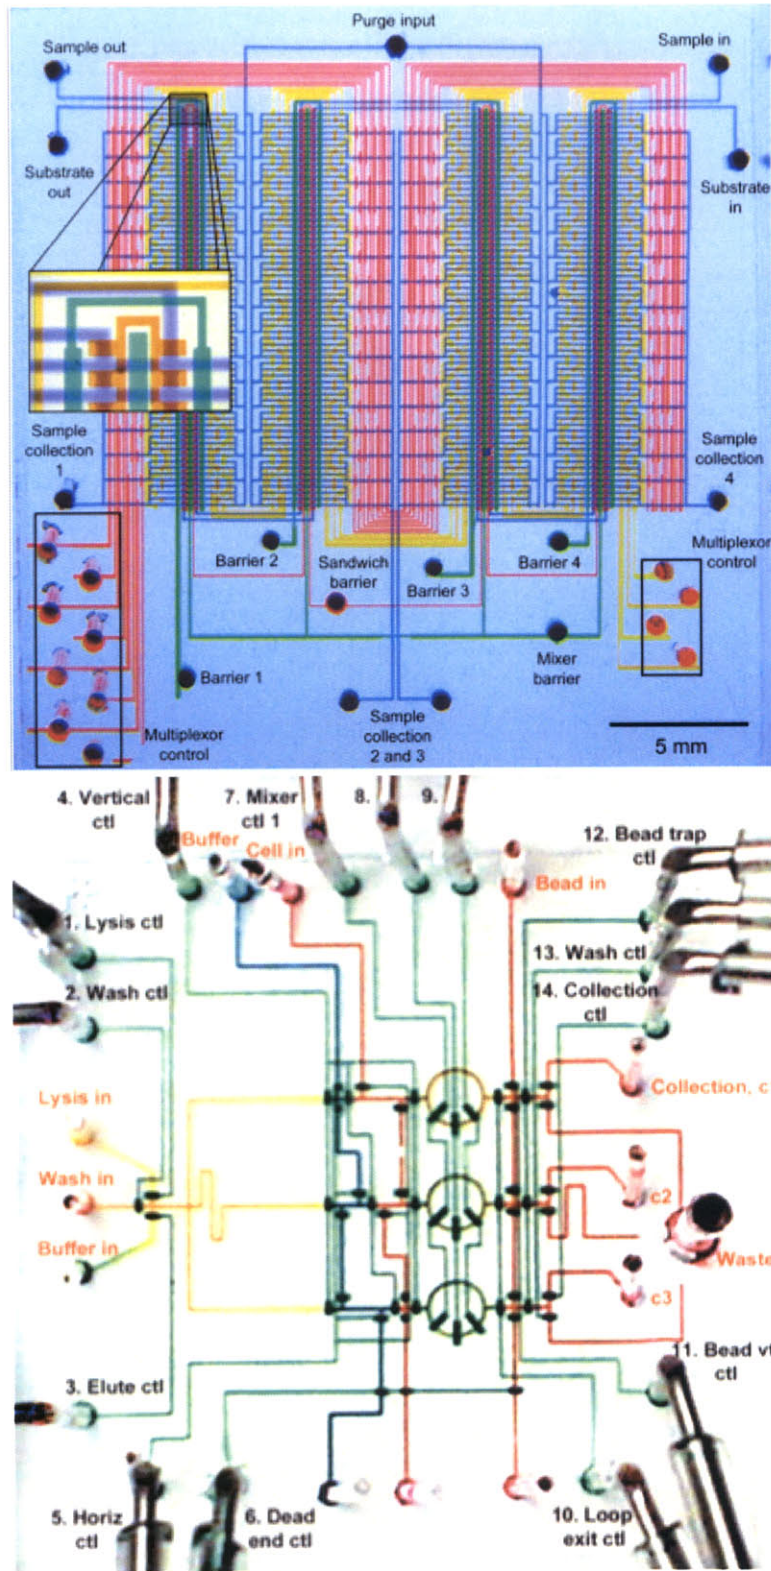 Purge input
Sample out
Sample in
Substrate
out
Substrate
in
Sample
collection
1
Sample
collection
4
Barrier 2
Sandwich
barrier
Barrier 3
Barrier 4
Multiplexor
control
Barrier 1
Mixer
barrier
Multiplexor
control
Sample
collection
2 and 3
5 mm
4. Vertical
ctl
7. Mixer
ctl 1
8.
9.
12. Bead trap
ctl
Buffer
Cell in
Bead in
1. Lysis ctl
13. Wash ctl
2. Wash ctl
14. Collection
ctl
Lysis in
Collection, c
Wash in
c2
Buffer in
Waste
c3
3. Elute ctl
11. Bead
ctl
5. Horiz
ctl
6. Dead
end ctl
10. Loop
exit ctl